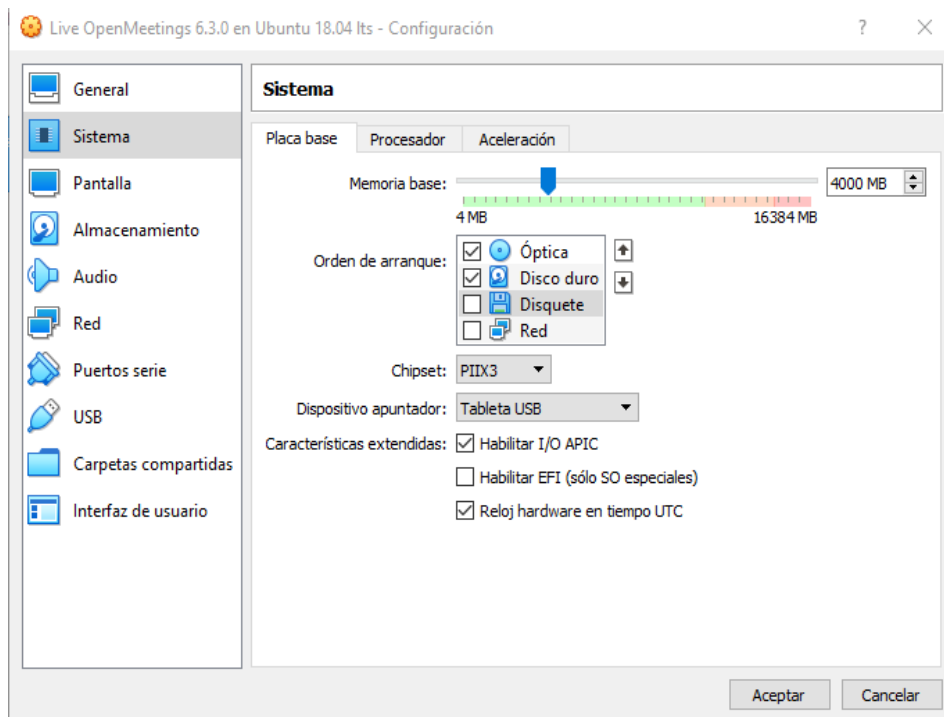 Live OpenMeetings 6.3.0 en Ubuntu 18.04 lts - Configuración
?
General
Sistema
Pantalla
Almacenamiento
Audio
Red
Puertos serie
USB
Carpetas compartidas
Interfaz de usuario
Sistema
Placa base Procesador Aceleración
Memoria base: 4000 MB
4 MB 16384 MB
Orden de arranque:
Óptica
Disco duro
Disquete
Red
Chipset: PIIX3
Dispositivo apuntador: Tableta USB
Características extendidas: Habilitar I/O APIC
Habilitar EFI (sólo SO especiales)
Reloj hardware en tiempo UTC
Aceptar Cancelar